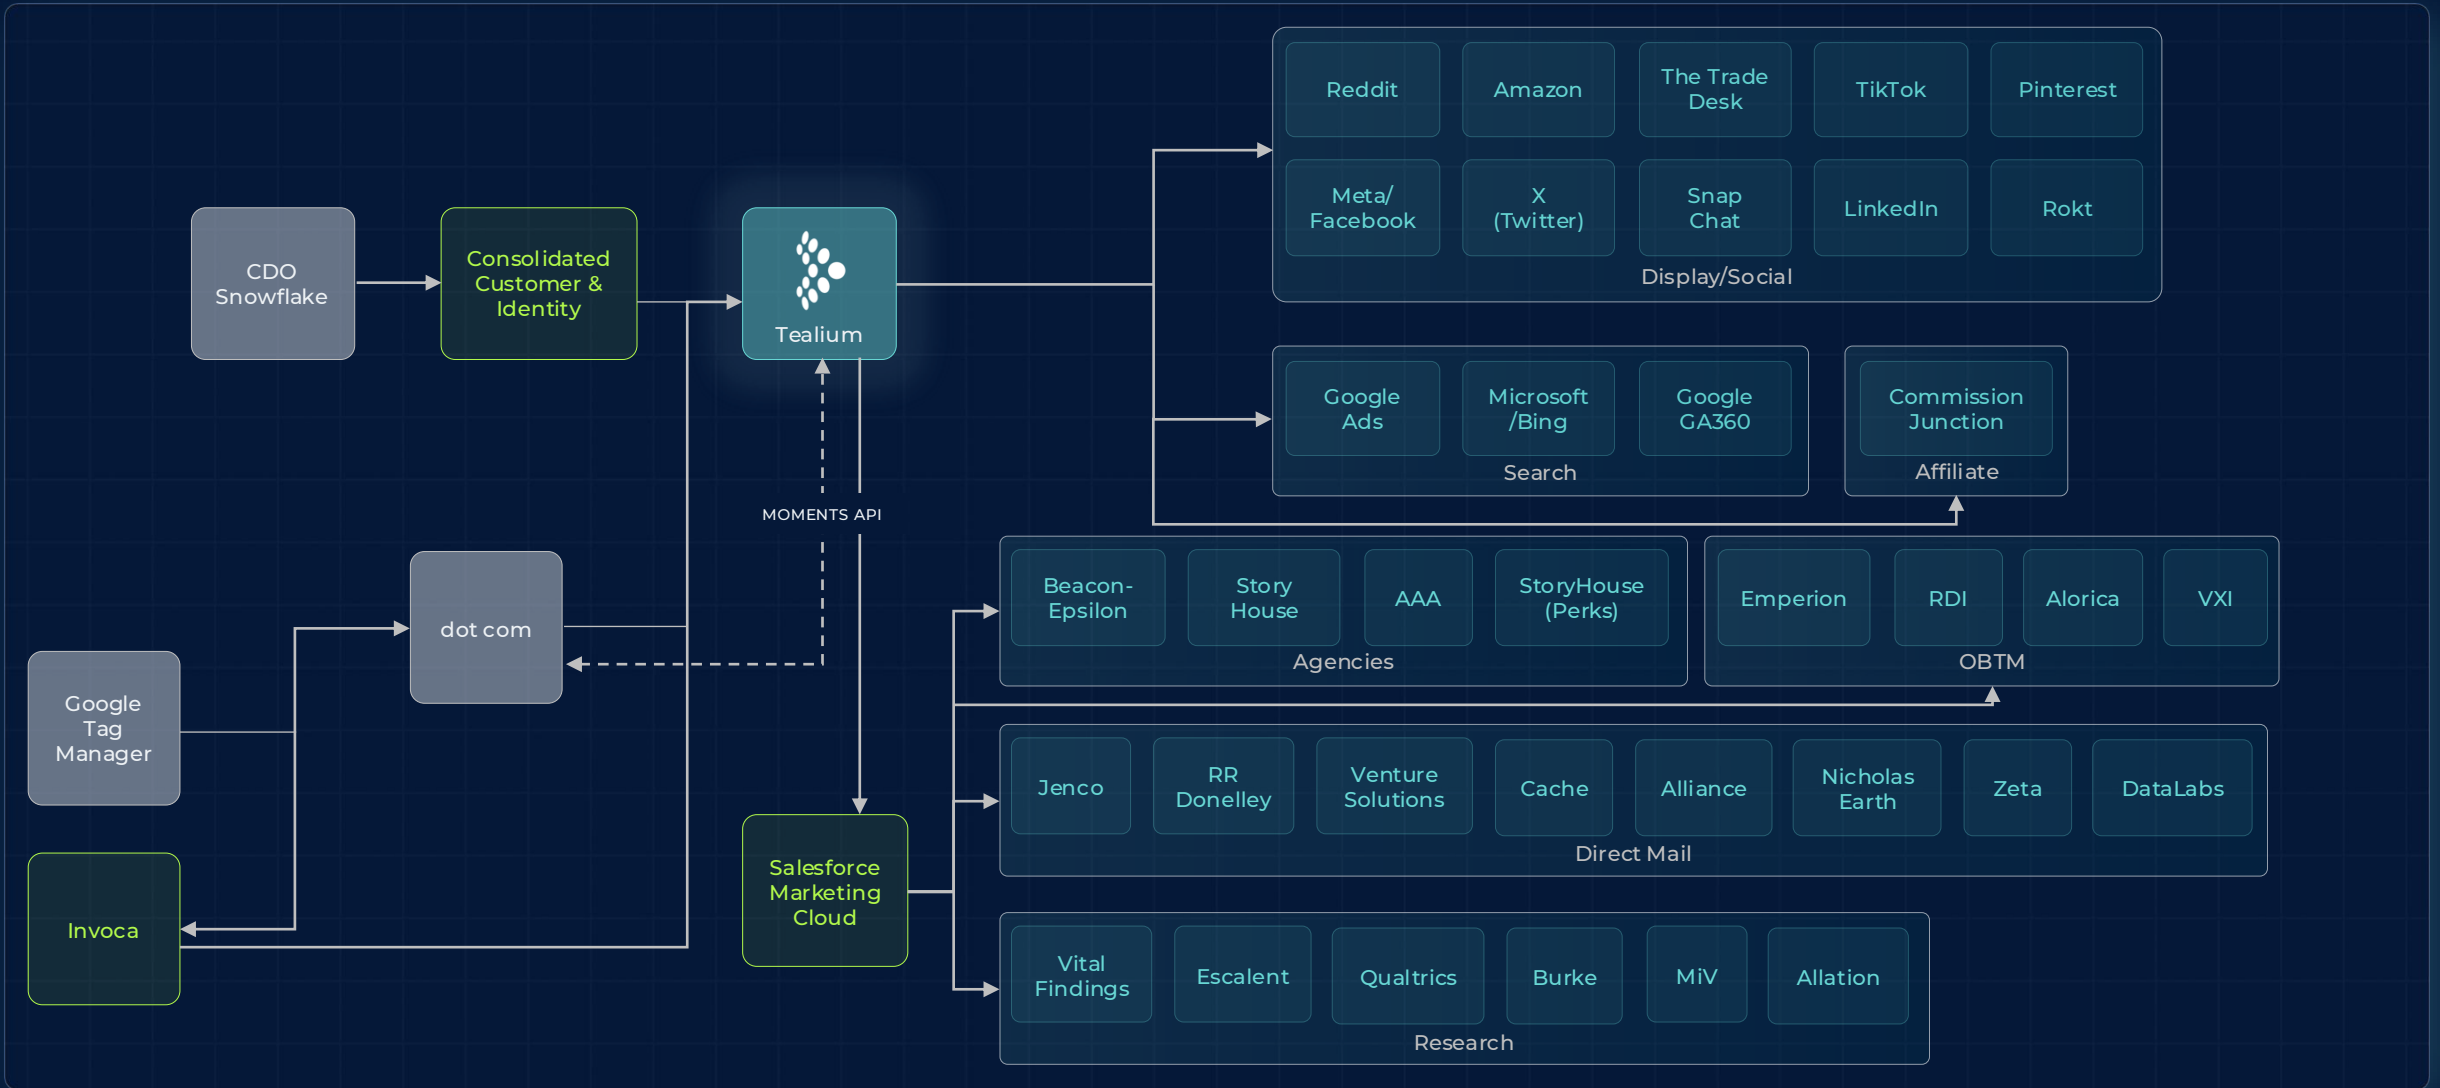 Reddit
Amazon
The Trade
Desk
TikTok
Pinterest
Meta/
Facebook
X
(Twitter)
Snap
Chat
LinkedIn
Rokt
Display/Social
CDO
Snowflake
Consolidated
Customer &
Identity
Tealium
Google
Ads
Microsoft
/Bing
Google
GA360
Search
Commission
Junction
Affiliate
MOMENTS API
dot com
Beacon-
Epsilon
Story
House
AAA
StoryHouse
(Perks)
Agencies
Emperion
RDI
Alorica
VXI
OBTM
Google
Tag
Manager
Jenco
RR
Donelley
Venture
Solutions
Cache
Alliance
Nicholas
Earth
Zeta
DataLabs
Direct Mail
Invoca
Salesforce
Marketing
Cloud
Vital
Findings
Escalent
Qualtrics
Burke
MiV
Allation
Research